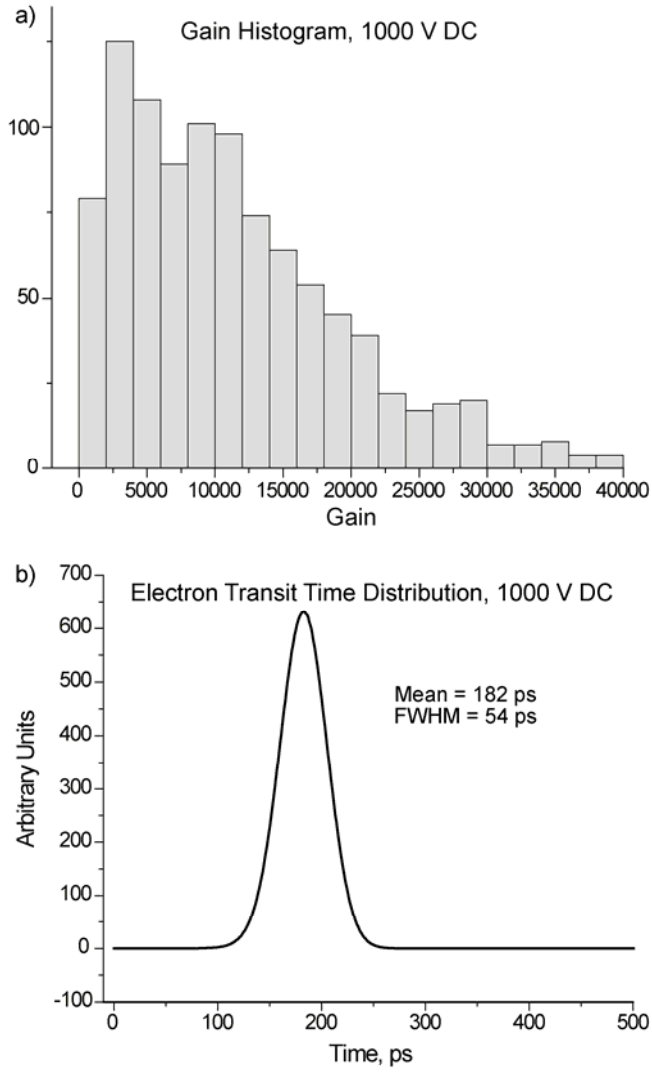 a)
Gain Histogram, 1000 V DC
100
50
0
0 5000 10000 15000 20000 25000 30000 35000 40000
Gain
b)
Electron Transit Time Distribution, 1000 V DC
700
600
500
400
300
200
100
0
-100
Mean = 182 ps
FWHM = 54 ps
Arbitrary Units
0 100 200 300 400 500
Time, ps